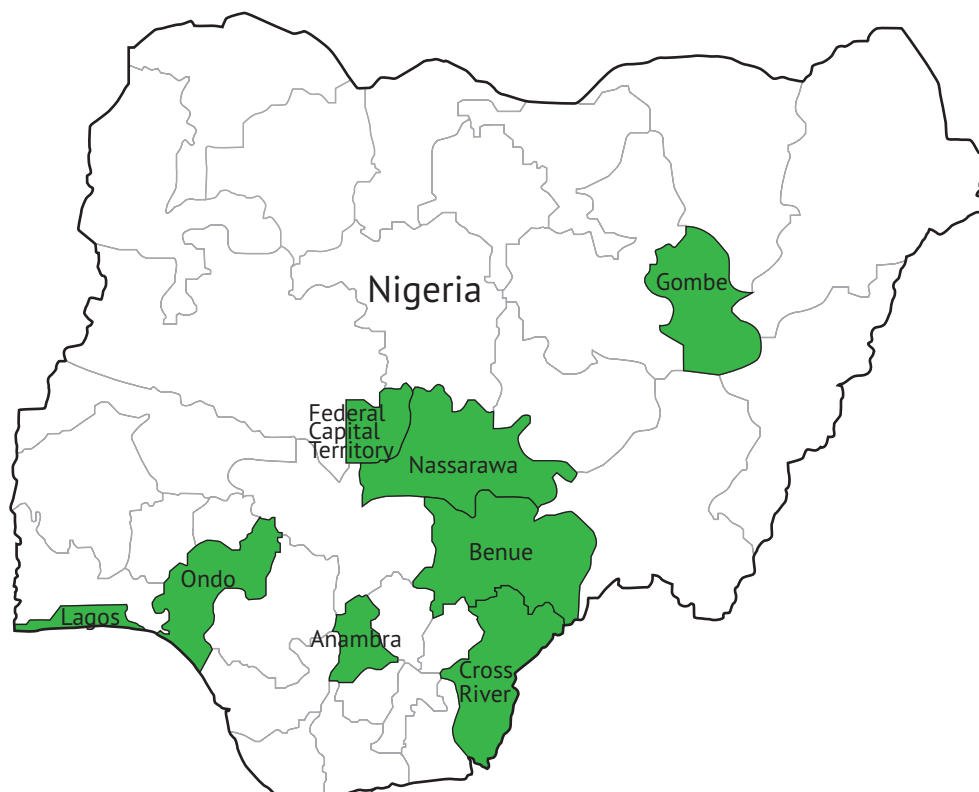 Nigeria
Gombe
Federal
Capital
Territory
Nassarawa
Benue
Ondo
Lagos
Anambra
Cross
River